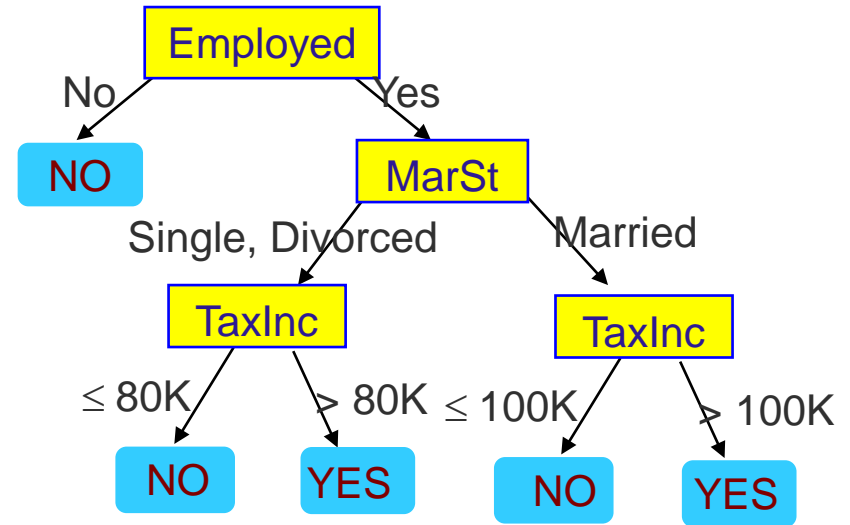 Employed
No Yes
NO MarSt
Single, Divorced Married
TaxInc TaxInc
≤ 80K > 80K ≤ 100K > 100K
NO YES NO YES